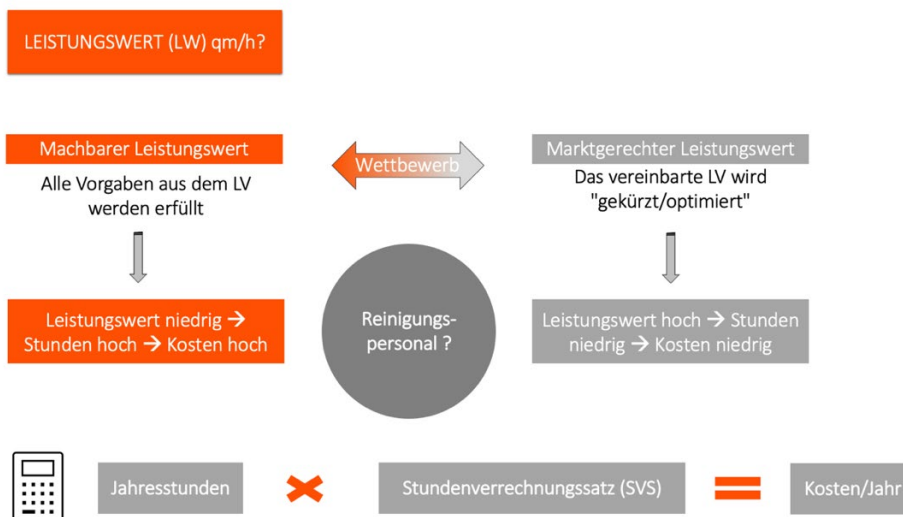 LEISTUNGSWERT (LW) qm/h?
Machbarer Leistungswert
Alle Vorgaben aus dem LV
werden erfüllt
Wettbewerb
Marktgerechter Leistungswert
Das vereinbarte LV wird
"gekürzt/optimiert"
Leistungswert niedrig →
Stunden hoch → Kosten hoch
Reinigungs-
personal ?
Leistungswert hoch → Stunden
niedrig → Kosten niedrig
Jahresstunden
Stundenverrechnungssatz (SVS)
Kosten/Jahr